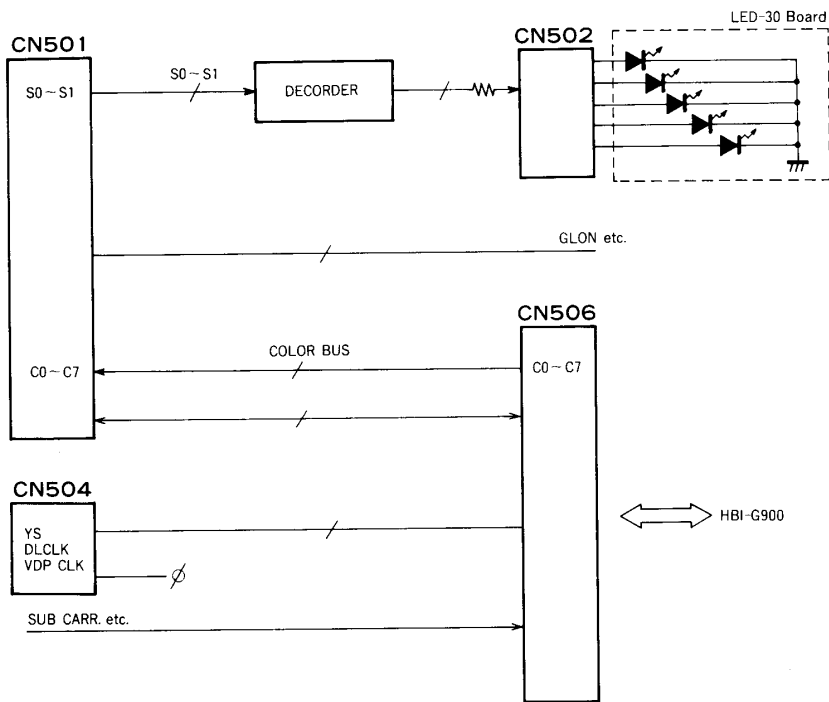 LED-30 Board
CN501
CN502
S0~S1
S0~S1
DECORDER
GLON etc.
CN506
COLOR BUS
C0~C7
C0~C7
CN504
YS
DLCLK
VDP CLK
HBI-G900
SUB CARR. etc.